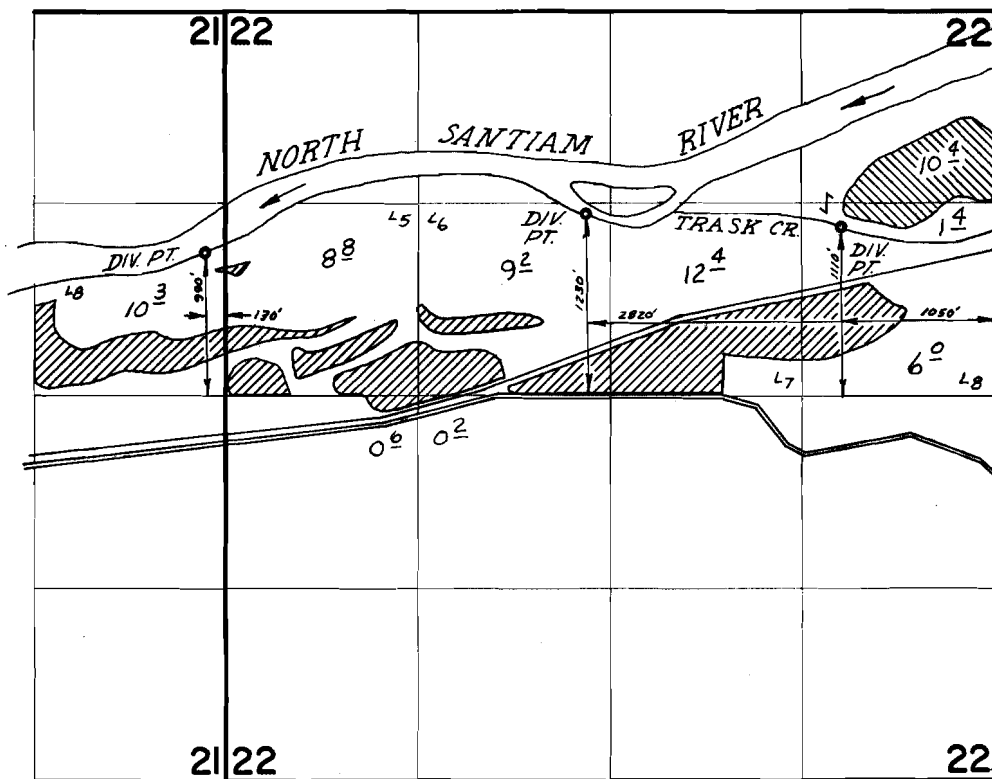 21 22
22
NORTH SANTIAM RIVER
10 4
1 4
L5 L6
DIV. PT.
TRASK CR.
DIV. PT.
DIV. PT.
8 8
9 2
12 4
1110'
L8
10 3
990'
130'
1230'
2820'
1050'
6 0
L7
L8
0 6
0 2
21 22
22